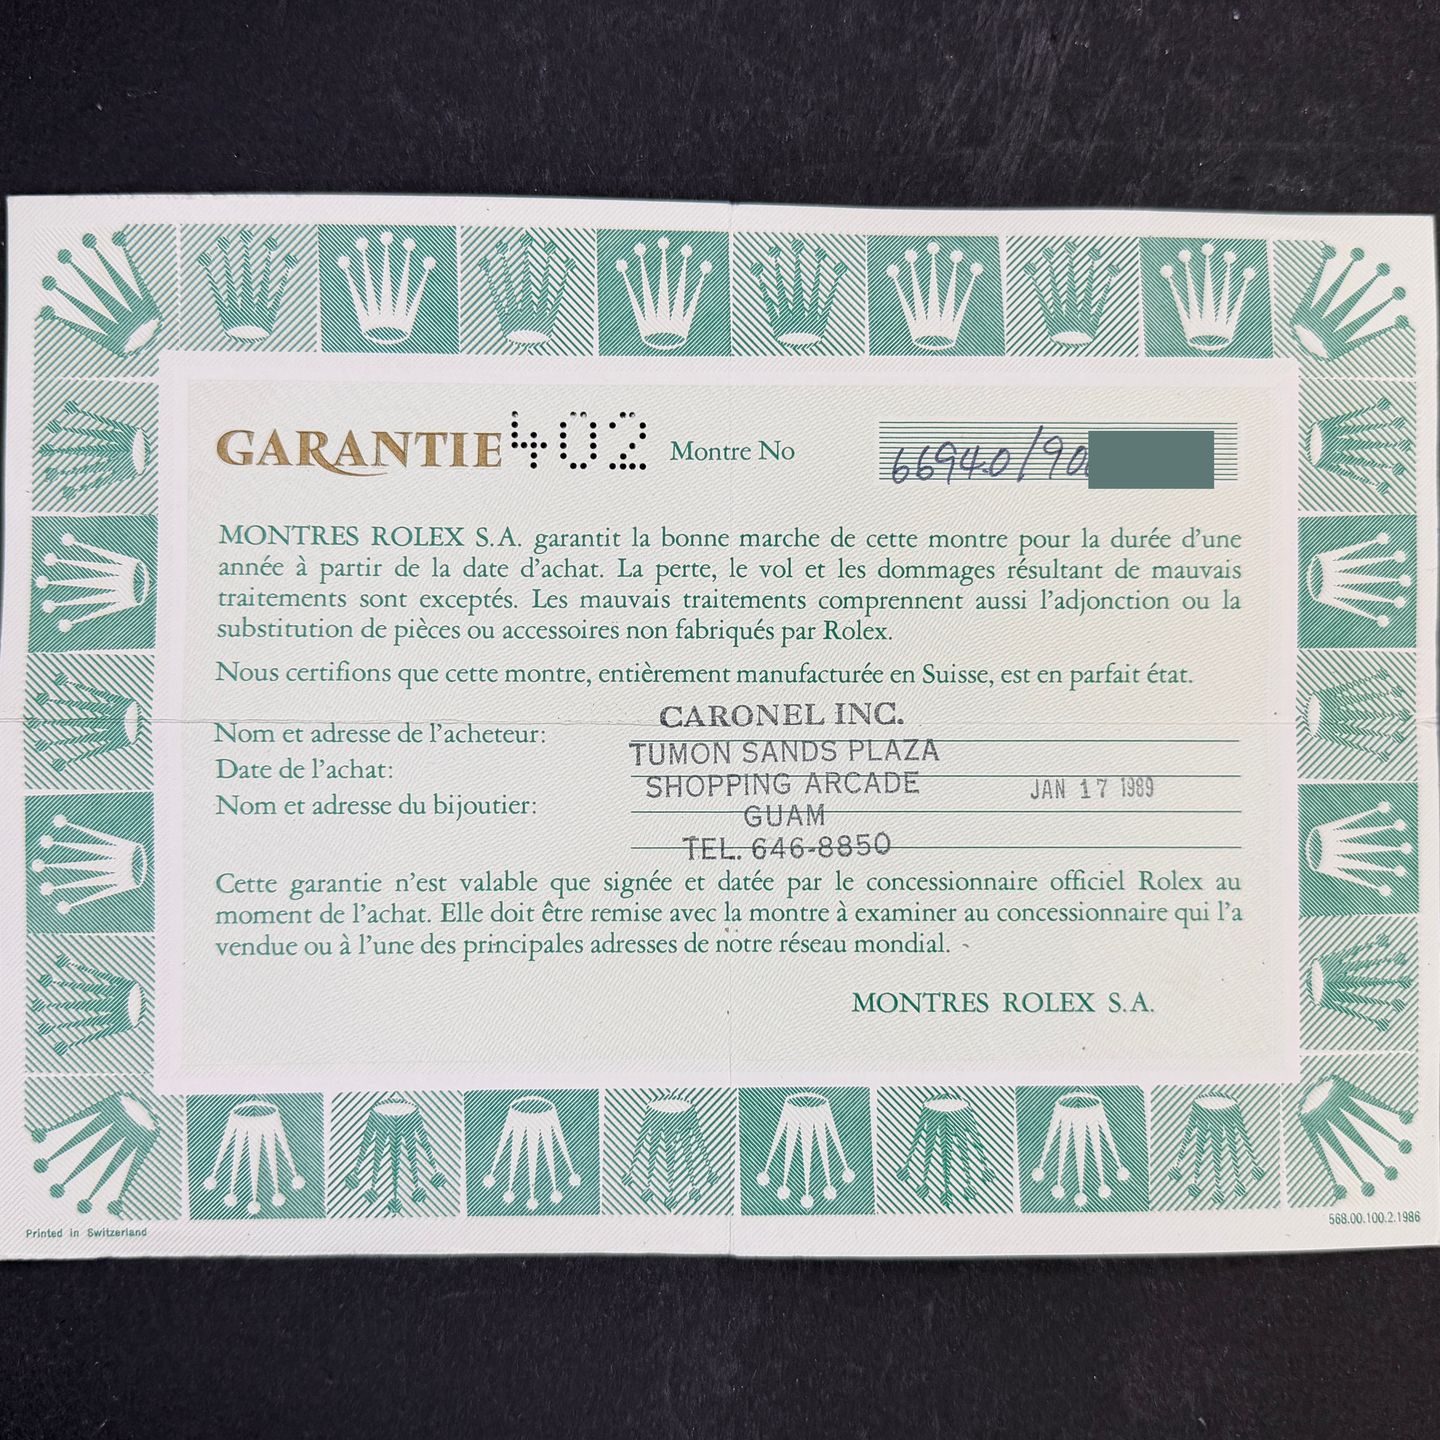 GARANTIE 402 Montre No 66940/90
MONTRES ROLEX S.A. garantit la bonne marche de cette montre pour la durée d'une
année à partir de la date d'achat. La perte, le vol et les dommages résultant de mauvais
traitements sont exceptés. Les mauvais traitements comprennent aussi l'adjonction ou la
substitution de pièces ou accessoires non fabriqués par Rolex.
Nous certifions que cette montre, entièrement manufacturée en Suisse, est en parfait état.
CARONEL INC.
Nom et adresse de l'acheteur:
TUMON SANDS PLAZA
Date de l'achat:
SHOPPING ARCADE JAN 17 1989
Nom et adresse du bijoutier:
GUAM
TEL. 646-8850
Cette garantie n'est valable que signée et datée par le concessionnaire officiel Rolex au
moment de l'achat. Elle doit être remise avec la montre à examiner au concessionnaire qui l'a
vendue ou à l'une des principales adresses de notre réseau mondial.
MONTRES ROLEX S.A.
Printed in Switzerland
568.00.100.2.1986